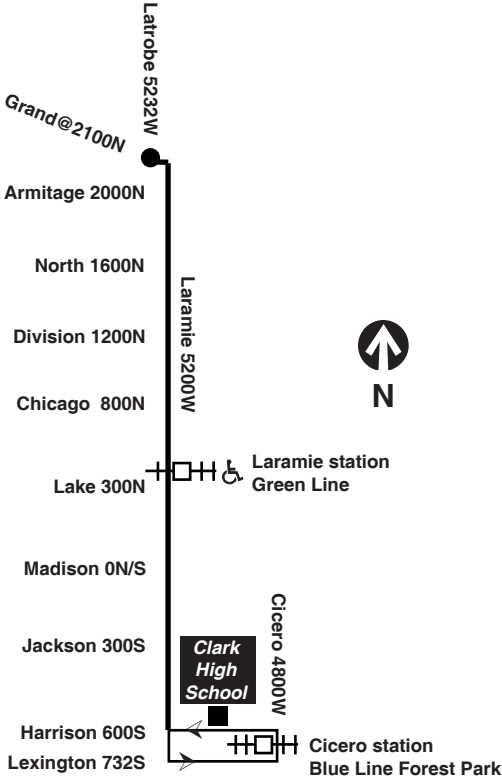 Latrobe 5232W
Grand@2100N
Armitage 2000N
North 1600N
Laramie 5200W
Division 1200N
N
Chicago  800N
Laramie station
Green Line
Lake 300N
Madison 0N/S
Cicero 4800W
Jackson 300S
Clark
High
School
Harrison 600S
Cicero station
Blue Line Forest Park
Lexington 732S